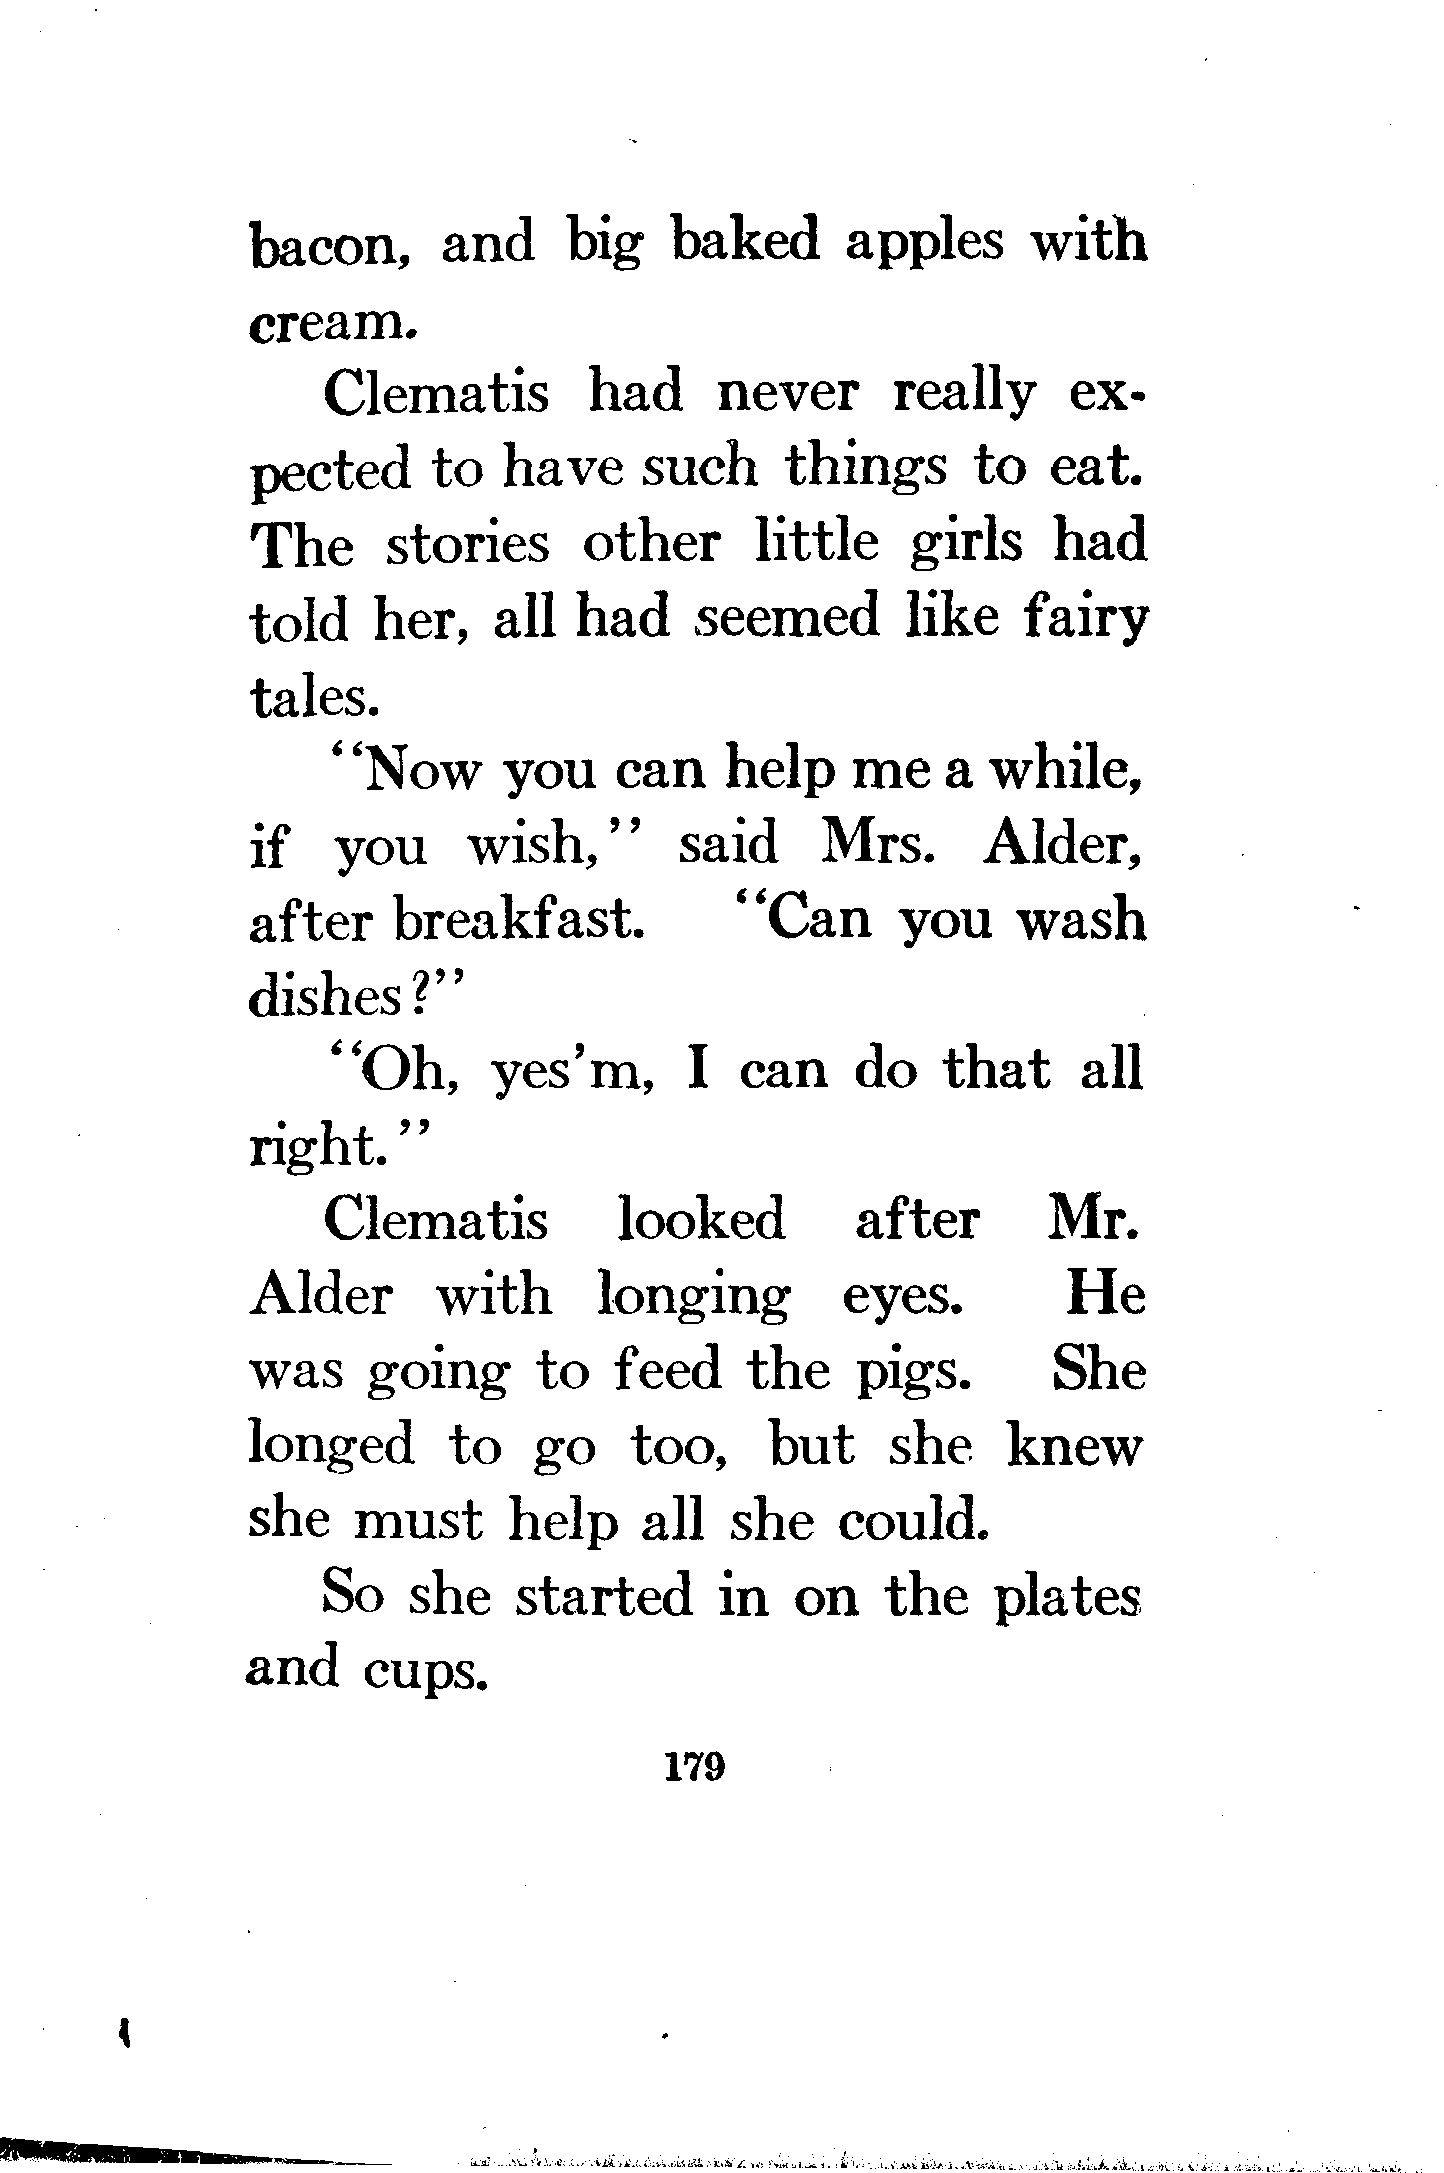 bacon, and big baked apples with
cream.
Clematis had never really ex-
pected to have such things to eat.
The stories other little girls had
told her, all had seemed like fairy
tales.
"Now you can help me a while,
if you wish," said Mrs. Alder,
after breakfast. "Can you wash
dishes?"
"Oh, yes'm, I can do that all
right."
Clematis looked after Mr.
Alder with longing eyes. He
was going to feed the pigs. She
longed to go too, but she knew
she must help all she could.
So she started in on the plates
and cups.
179